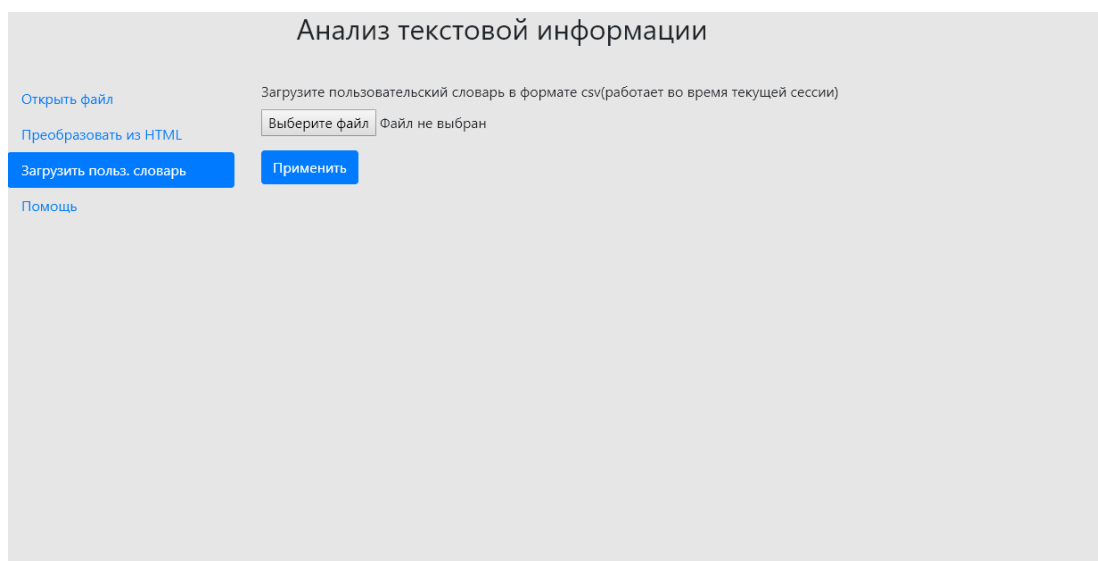 Анализ текстовой информации
Открыть файл
Преобразовать из HTML
Загрузить польз. словарь
Помощь
Загрузите пользовательский словарь в формате csv(работает во время текущей сессии)
Выберите файл Файл не выбран
Применить